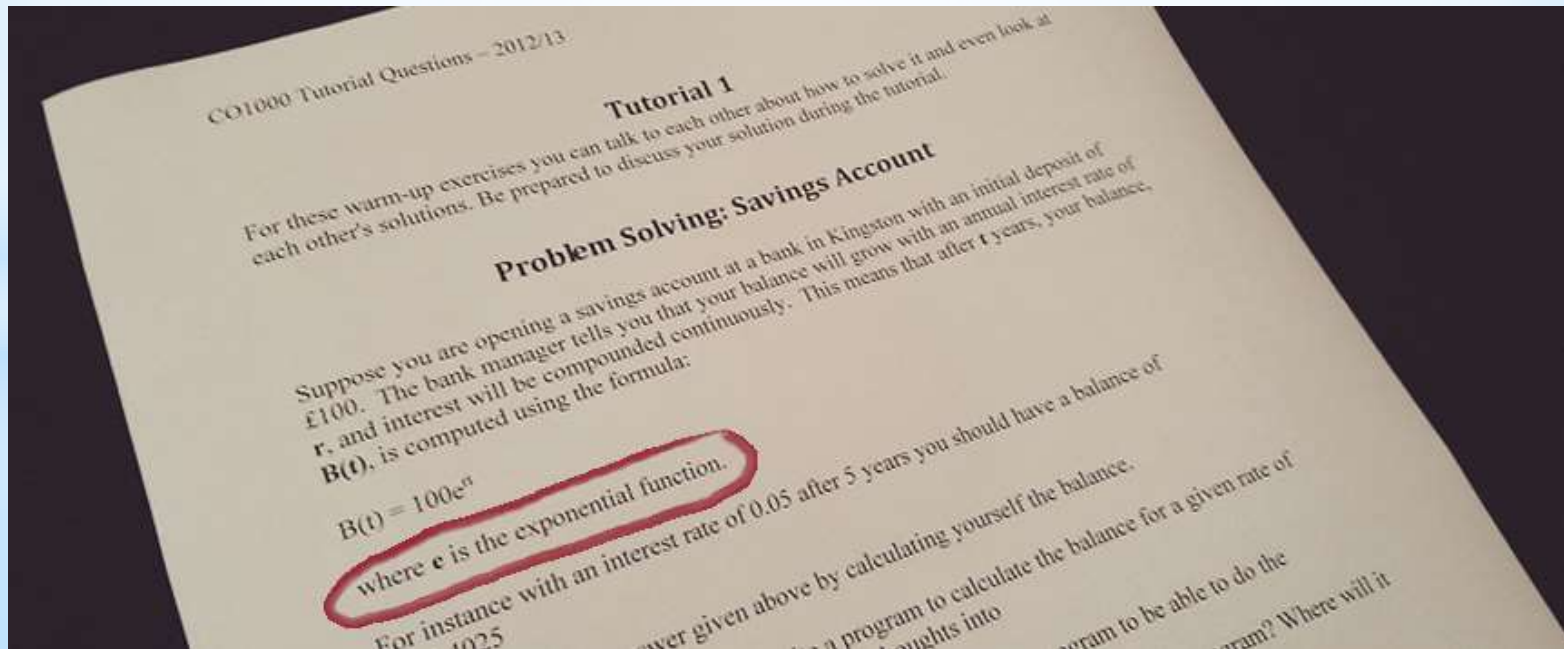 CO1000 Tutorial Questions – 2012/13
Tutorial 1
For these warm-up exercises you can talk to each other about how to solve it and even look at
each other's solutions. Be prepared to discuss your solution during the tutorial.
Problem Solving: Savings Account
Suppose you are opening a savings account at a bank in Kingston with an initial deposit of
£100. The bank manager tells you that your balance will grow with an annual interest rate of
r, and interest will be compounded continuously. This means that after t years, your balance,
B(t), is computed using the formula:
B(t) = 100e^rt
where e is the exponential function.
For instance with an interest rate of 0.05 after 5 years you should have a balance of
4025
given above by calculating yourself the balance.
a program to calculate the balance for a given rate of
into
to be able to do the
Where will it